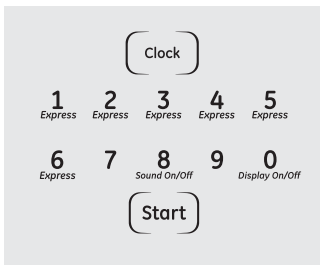 Clock
1 2 3 4 5
Express Express Express Express Express
6 7 8 9 0
Express Sound On/Off Display On/Off
Start